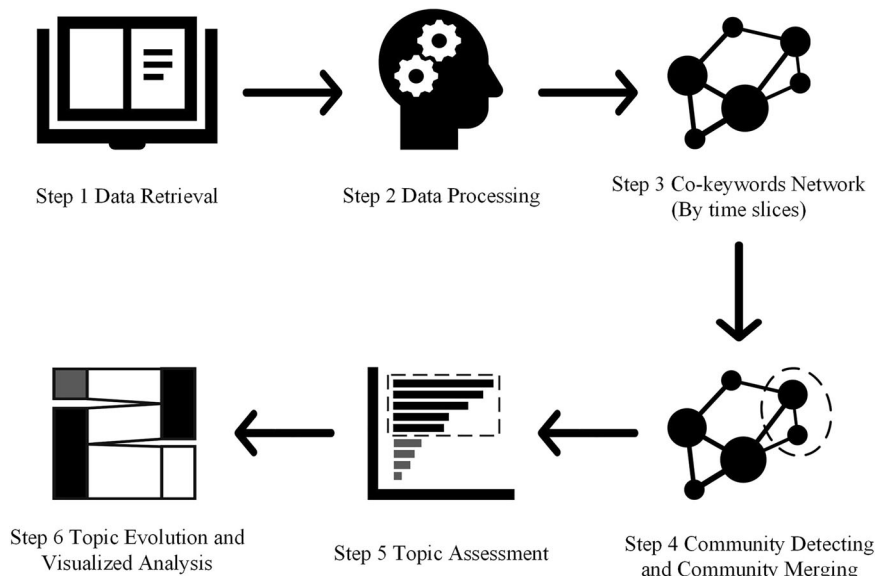 Step 1 Data Retrieval
Step 2 Data Processing
Step 3 Co-keywords Network
(By time slices)
Step 4 Community Detecting
and Community Merging
Step 5 Topic Assessment
Step 6 Topic Evolution and
Visualized Analysis